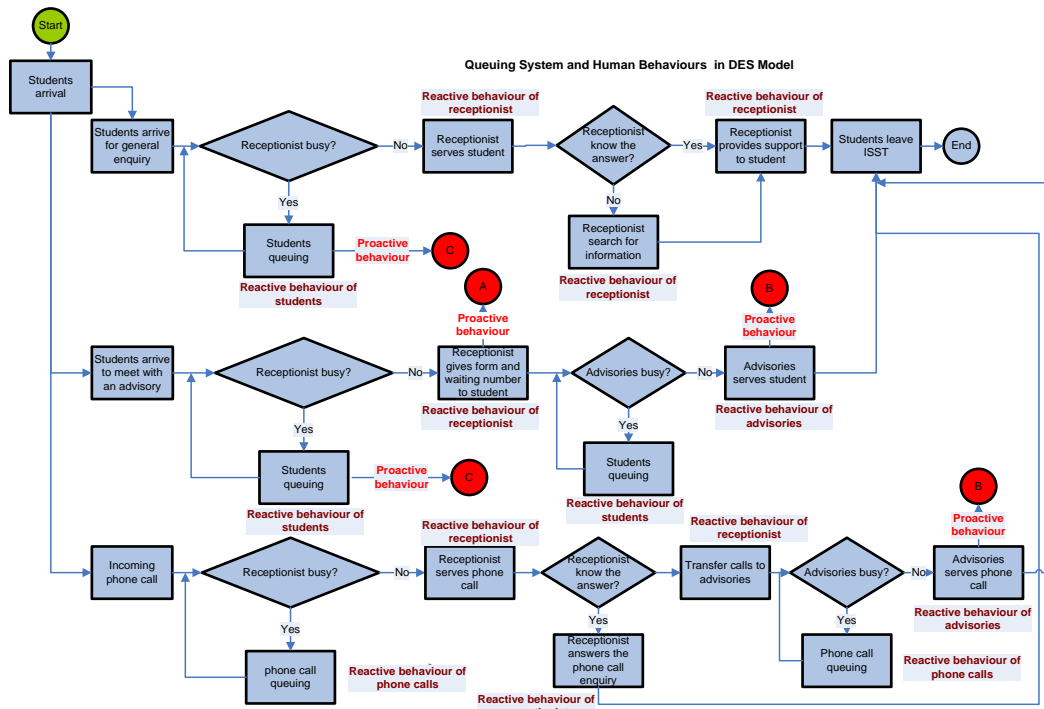 Start
Queuing System and Human Behaviours in DES Model
Students
arrival
Students arrive
for general
enquiry
Receptionist busy?
No
Reactive behaviour of
receptionist
Receptionist
serves student
Receptionist
know the
answer?
Yes
Reactive behaviour of
receptionist
Receptionist
provides support
to student
Students leave
ISST
End
Yes
Students
queuing
Proactive
behaviour
C
Reactive behaviour of
students
No
Receptionist
search for
information
Reactive behaviour of
receptionist
A
Proactive
behaviour
B
Proactive
behaviour
Students arrive
to meet with
an advisory
Receptionist busy?
No
Receptionist
gives form and
waiting number
to student
Reactive behaviour of
receptionist
Advisories busy?
No
Advisories
serves student
Reactive behaviour of
advisories
Yes
Students
queuing
Proactive
behaviour
C
Reactive behaviour of
students
Yes
Students
queuing
Reactive behaviour of
students
B
Proactive
behaviour
Incoming
phone call
Receptionist busy?
No
Reactive behaviour of
receptionist
Receptionist
serves phone
call
Receptionist
know the
answer?
Reactive behaviour of
receptionist
Transfer calls to
advisories
Advisories busy?
No
Advisories
serves phone
call
Reactive behaviour of
advisories
Yes
phone call
queuing
Reactive behaviour of
phone calls
Yes
Receptionist
answers the
phone call
enquiry
Reactive behaviour of
Yes
Phone call
queuing
Reactive behaviour of
phone calls